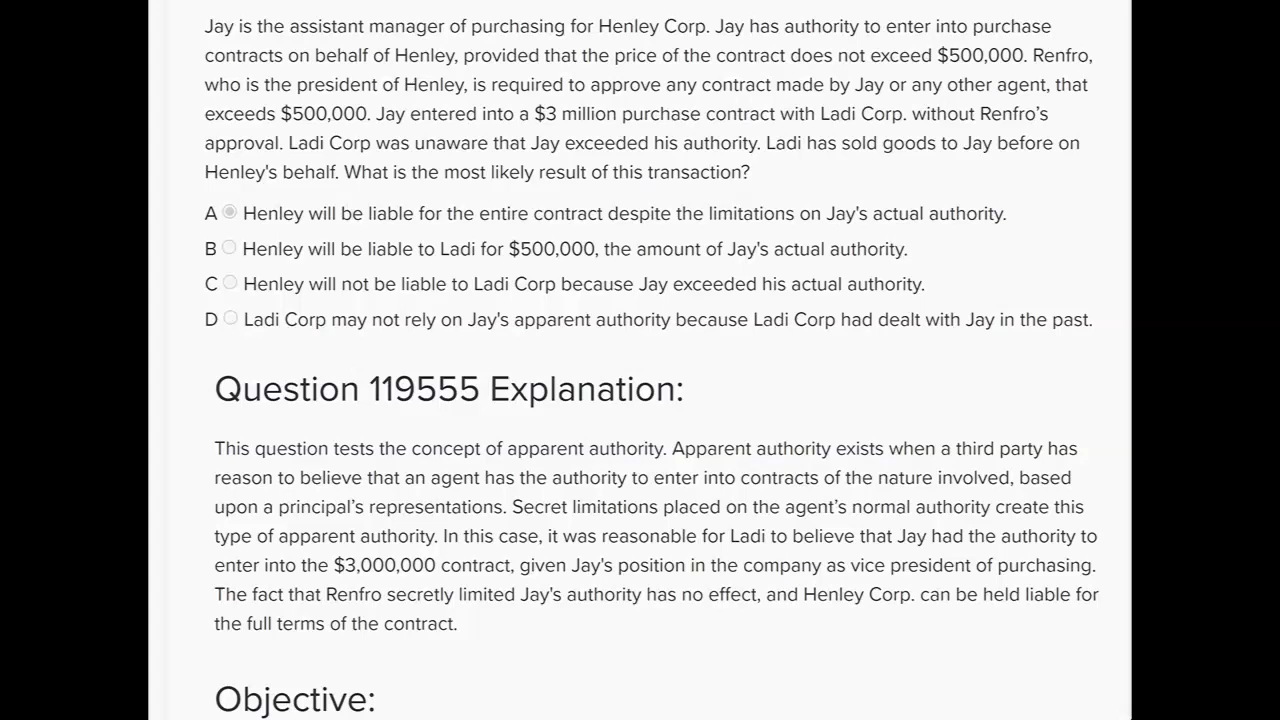 Jay is the assistant manager of purchasing for Henley Corp. Jay has authority to enter into purchase
contracts on behalf of Henley, provided that the price of the contract does not exceed $500,000. Renfro,
who is the president of Henley, is required to approve any contract made by Jay or any other agent, that
exceeds $500,000. Jay entered into a $3 million purchase contract with Ladi Corp. without Renfro’s
approval. Ladi Corp was unaware that Jay exceeded his authority. Ladi has sold goods to Jay before on
Henley's behalf. What is the most likely result of this transaction?
A Henley will be liable for the entire contract despite the limitations on Jay's actual authority.
B Henley will be liable to Ladi for $500,000, the amount of Jay's actual authority.
C Henley will not be liable to Ladi Corp because Jay exceeded his actual authority.
D Ladi Corp may not rely on Jay's apparent authority because Ladi Corp had dealt with Jay in the past.
Question 119555 Explanation:
This question tests the concept of apparent authority. Apparent authority exists when a third party has
reason to believe that an agent has the authority to enter into contracts of the nature involved, based
upon a principal’s representations. Secret limitations placed on the agent’s normal authority create this
type of apparent authority. In this case, it was reasonable for Ladi to believe that Jay had the authority to
enter into the $3,000,000 contract, given Jay's position in the company as vice president of purchasing.
The fact that Renfro secretly limited Jay's authority has no effect, and Henley Corp. can be held liable for
the full terms of the contract.
Objective: